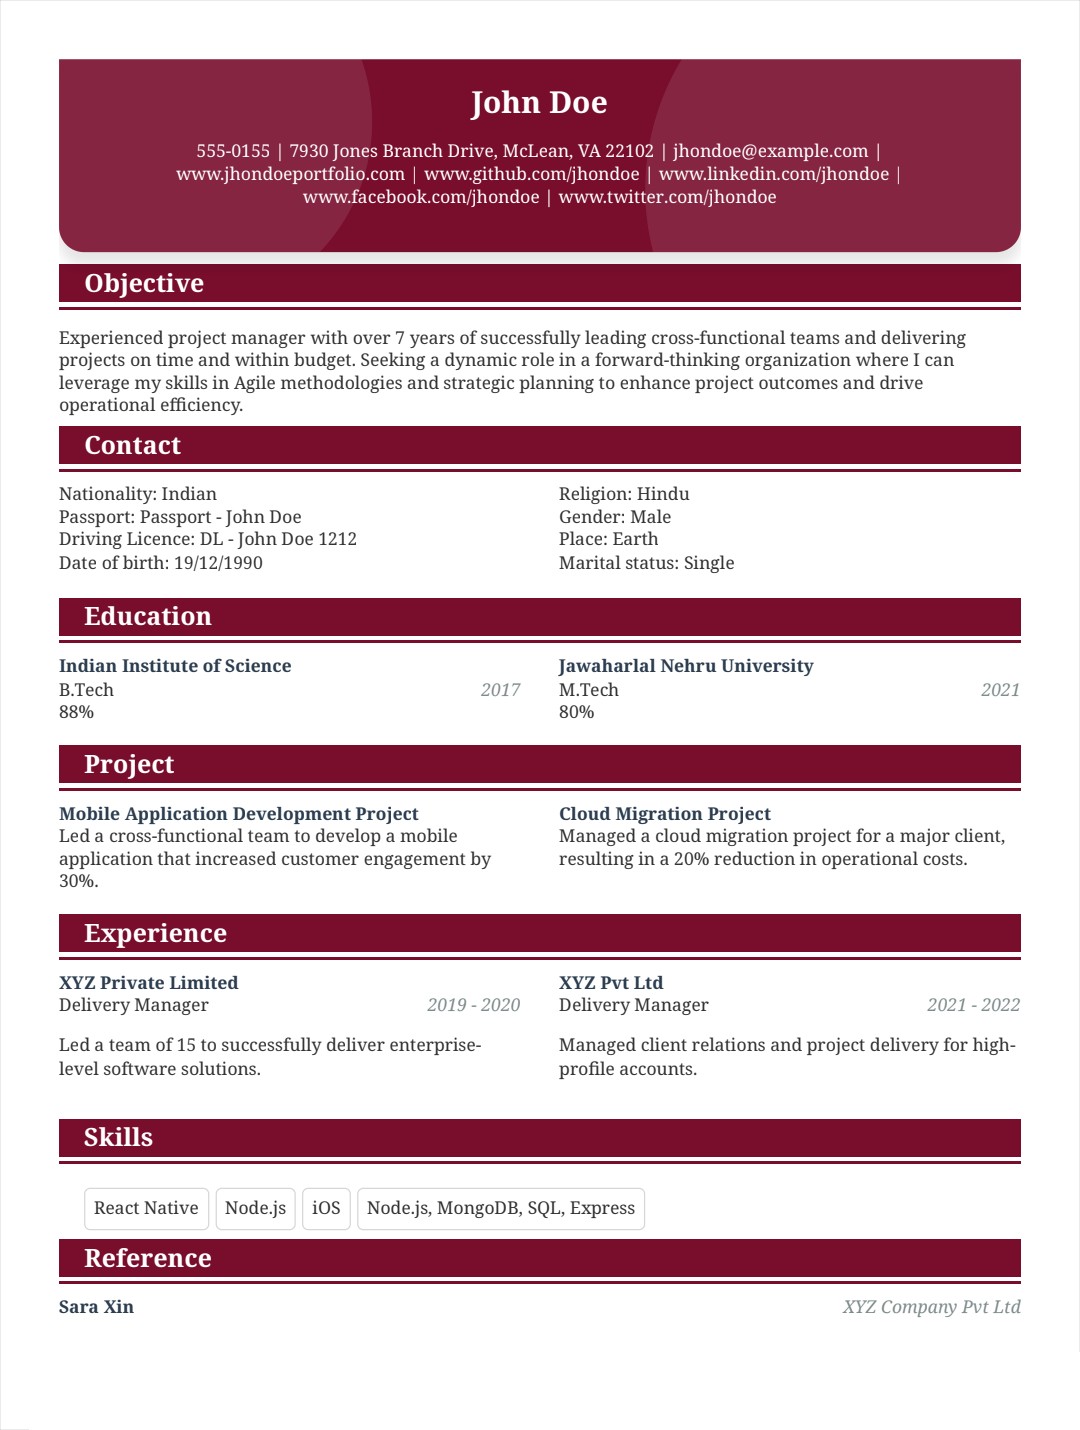 John Doe
555-0155 | 7930 Jones Branch Drive, McLean, VA 22102 | jhondoe@example.com |
www.jhondoeportfolio.com | www.github.com/jhondoe | www.linkedin.com/jhondoe |
www.facebook.com/jhondoe | www.twitter.com/jhondoe
Objective
Experienced project manager with over 7 years of successfully leading cross-functional teams and delivering
projects on time and within budget. Seeking a dynamic role in a forward-thinking organization where I can
leverage my skills in Agile methodologies and strategic planning to enhance project outcomes and drive
operational efficiency.
Contact
Nationality: Indian
Passport: Passport - John Doe
Driving Licence: DL - John Doe 1212
Date of birth: 19/12/1990
Religion: Hindu
Gender: Male
Place: Earth
Marital status: Single
Education
Indian Institute of Science
B.Tech 2017
88%
Jawaharlal Nehru University
M.Tech 2021
80%
Project
Mobile Application Development Project
Led a cross-functional team to develop a mobile
application that increased customer engagement by
30%.
Cloud Migration Project
Managed a cloud migration project for a major client,
resulting in a 20% reduction in operational costs.
Experience
XYZ Private Limited
Delivery Manager 2019 - 2020
Led a team of 15 to successfully deliver enterprise-
level software solutions.
XYZ Pvt Ltd
Delivery Manager 2021 - 2022
Managed client relations and project delivery for high-
profile accounts.
Skills
React Native Node.js iOS Node.js, MongoDB, SQL, Express
Reference
Sara Xin XYZ Company Pvt Ltd